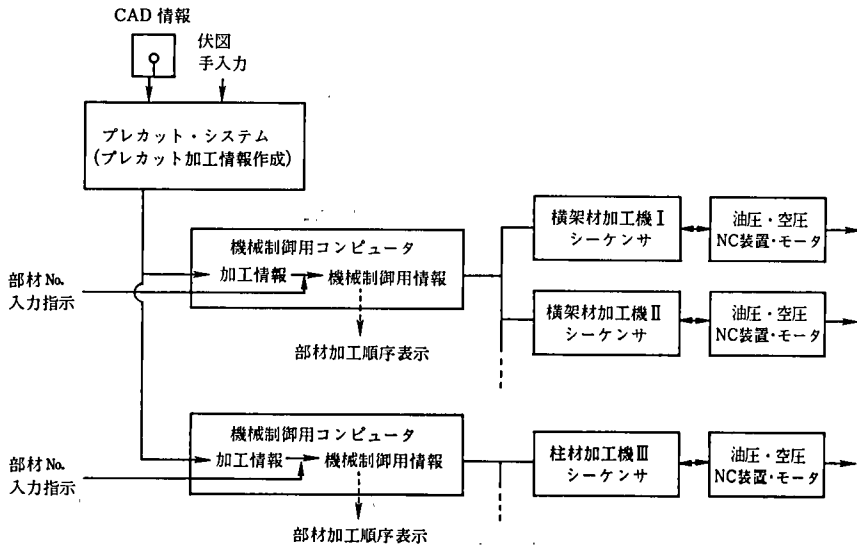 CAD 情報
伏図
手入力
プレカット・システム
(プレカット加工情報作成)
機械制御用コンピュータ
加工情報
機械制御用情報
部材加工順序表示
部材No.
入力指示
横架材加工機Ⅰ
シーケンサ
油圧・空圧
NC装置・モータ
横架材加工機Ⅱ
シーケンサ
油圧・空圧
NC装置・モータ
機械制御用コンピュータ
加工情報
機械制御用情報
部材加工順序表示
部材No.
入力指示
柱材加工機Ⅲ
シーケンサ
油圧・空圧
NC装置・モータ